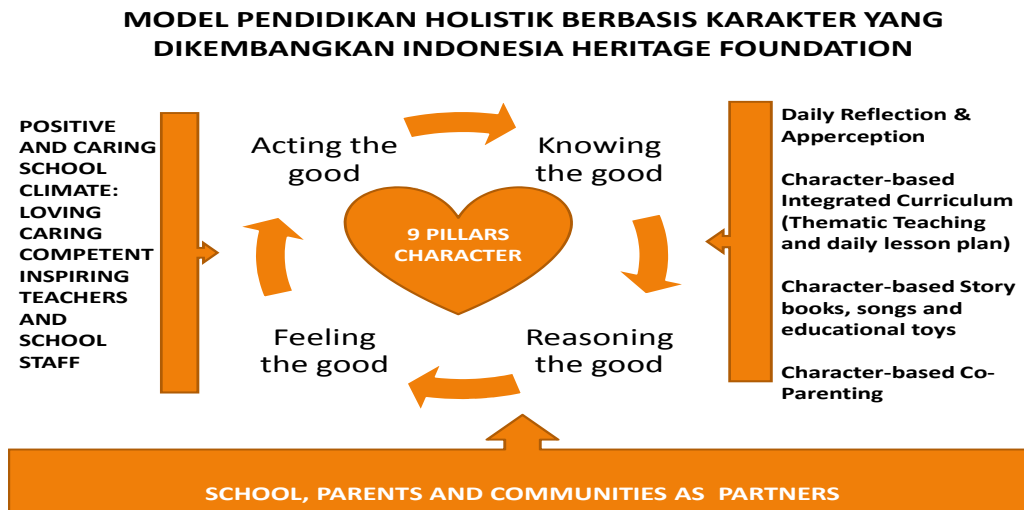 MODEL PENDIDIKAN HOLISTIK BERBASIS KARAKTER YANG
DIKEMBANGKAN INDONESIA HERITAGE FOUNDATION
POSITIVE
AND CARING
SCHOOL
CLIMATE:
LOVING
CARING
COMPETENT
INSPIRING
TEACHERS
AND
SCHOOL
STAFF
Acting the
good
Knowing
the good
9 PILLARS
CHARACTER
Feeling
the good
Reasoning
the good
Daily Reflection &
Apperception
Character-based
Integrated Curriculum
(Thematic Teaching
and daily lesson plan)
Character-based Story
books, songs and
educational toys
Character-based Co-
Parenting
SCHOOL, PARENTS AND COMMUNITIES AS  PARTNERS